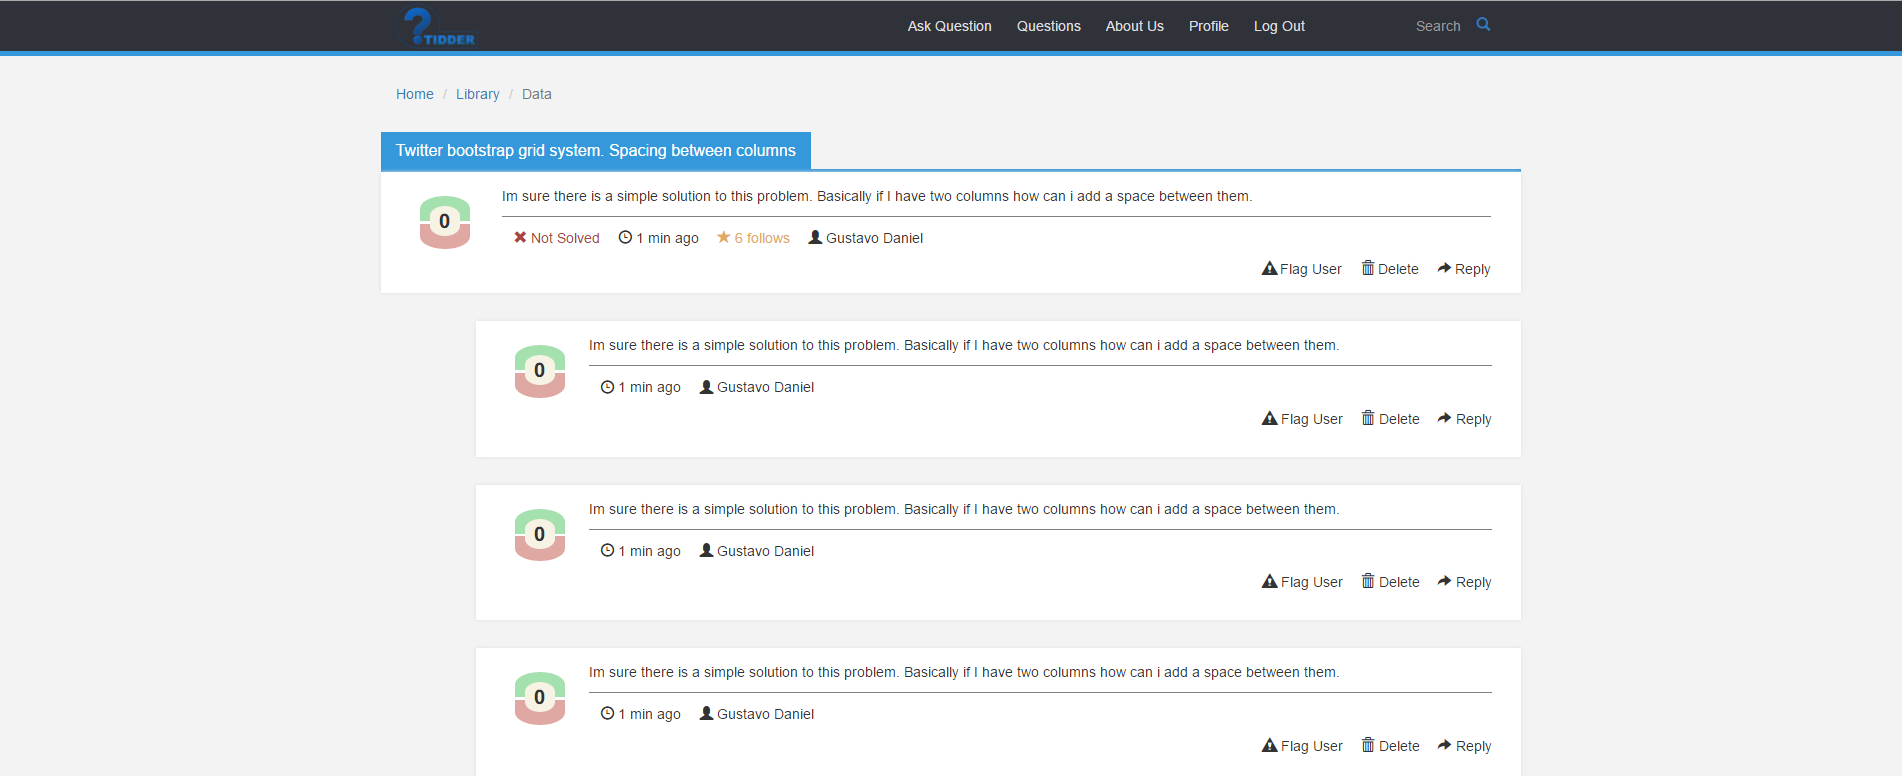 TIDDER
Ask Question Questions About Us Profile Log Out Search
Home / Library / Data
Twitter bootstrap grid system. Spacing between columns
Im sure there is a simple solution to this problem. Basically if I have two columns how can i add a space between them.
0
Not Solved 1 min ago 6 follows Gustavo Daniel
Flag User Delete Reply
Im sure there is a simple solution to this problem. Basically if I have two columns how can i add a space between them.
0
1 min ago Gustavo Daniel
Flag User Delete Reply
Im sure there is a simple solution to this problem. Basically if I have two columns how can i add a space between them.
0
1 min ago Gustavo Daniel
Flag User Delete Reply
Im sure there is a simple solution to this problem. Basically if I have two columns how can i add a space between them.
0
1 min ago Gustavo Daniel
Flag User Delete Reply